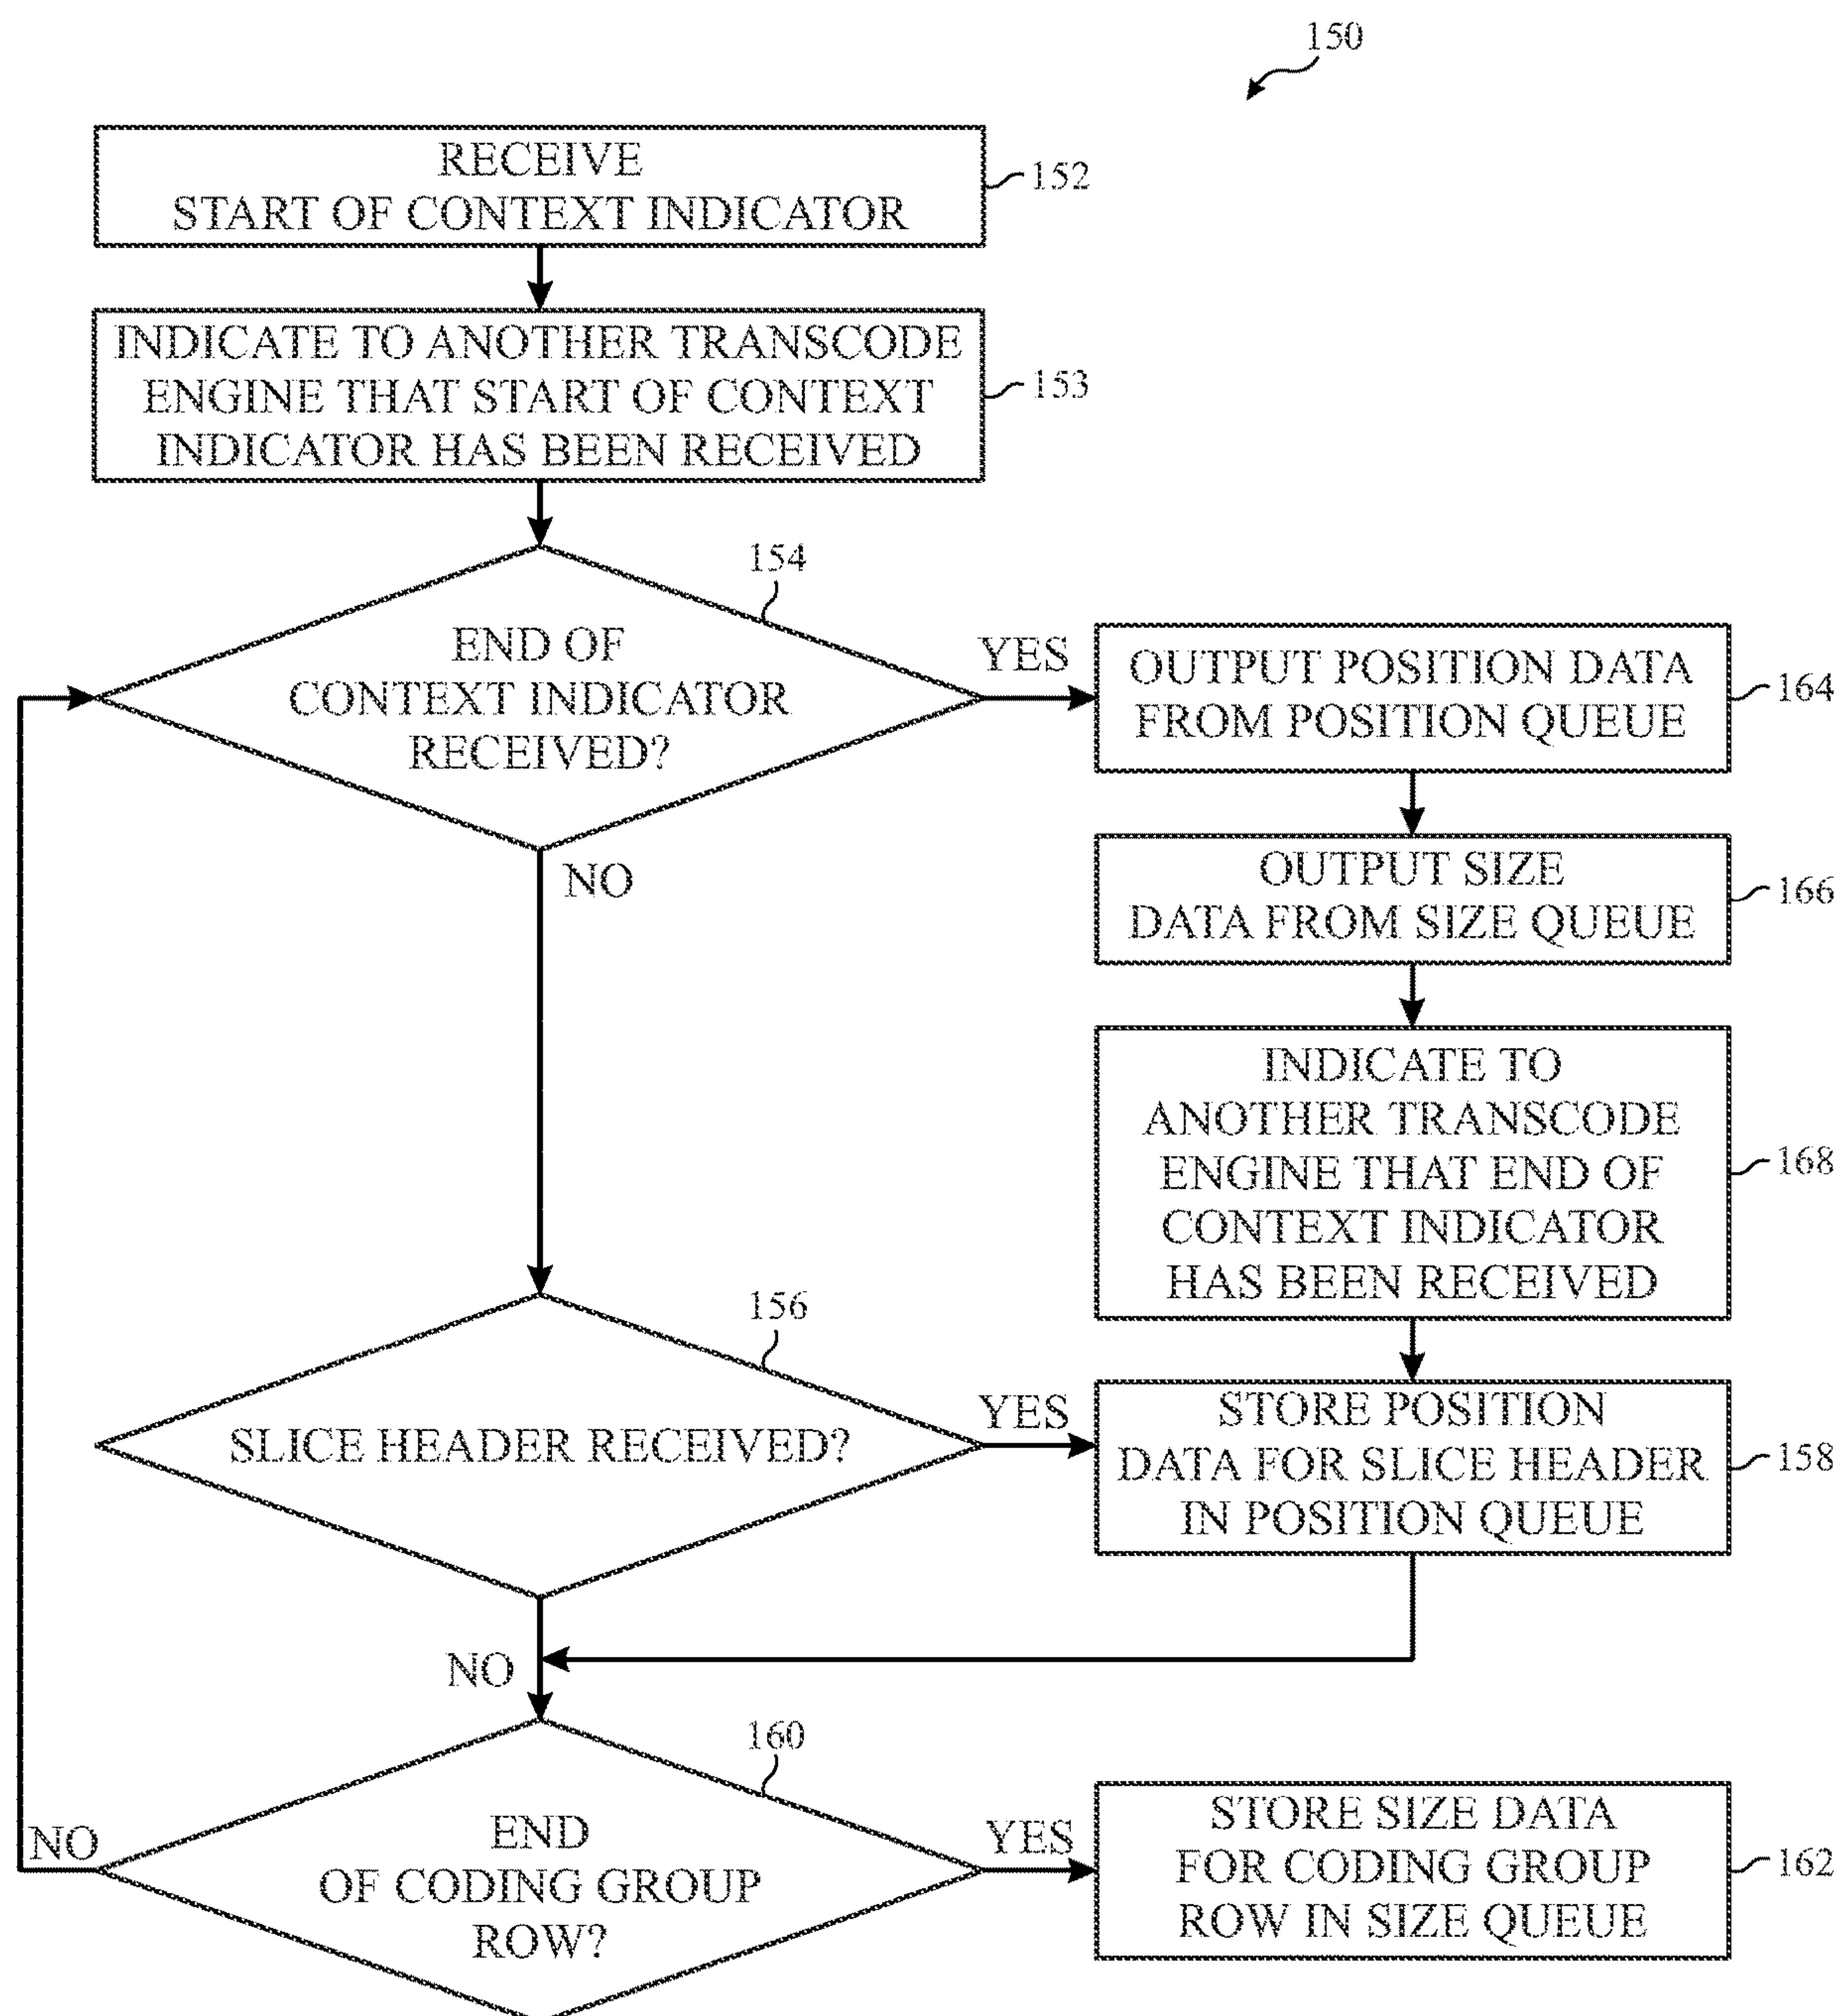 150
RECEIVE
START OF CONTEXT INDICATOR
152
INDICATE TO ANOTHER TRANSCODE
ENGINE THAT START OF CONTEXT
INDICATOR HAS BEEN RECEIVED
153
154
END OF
CONTEXT INDICATOR
RECEIVED?
YES
NO
OUTPUT POSITION DATA
FROM POSITION QUEUE
164
OUTPUT SIZE
DATA FROM SIZE QUEUE
166
INDICATE TO
ANOTHER TRANSCODE
ENGINE THAT END OF
CONTEXT INDICATOR
HAS BEEN RECEIVED
168
156
SLICE HEADER RECEIVED?
YES
NO
STORE POSITION
DATA FOR SLICE HEADER
IN POSITION QUEUE
158
160
END
OF CODING GROUP
ROW?
NO
YES
STORE SIZE DATA
FOR CODING GROUP
ROW IN SIZE QUEUE
162